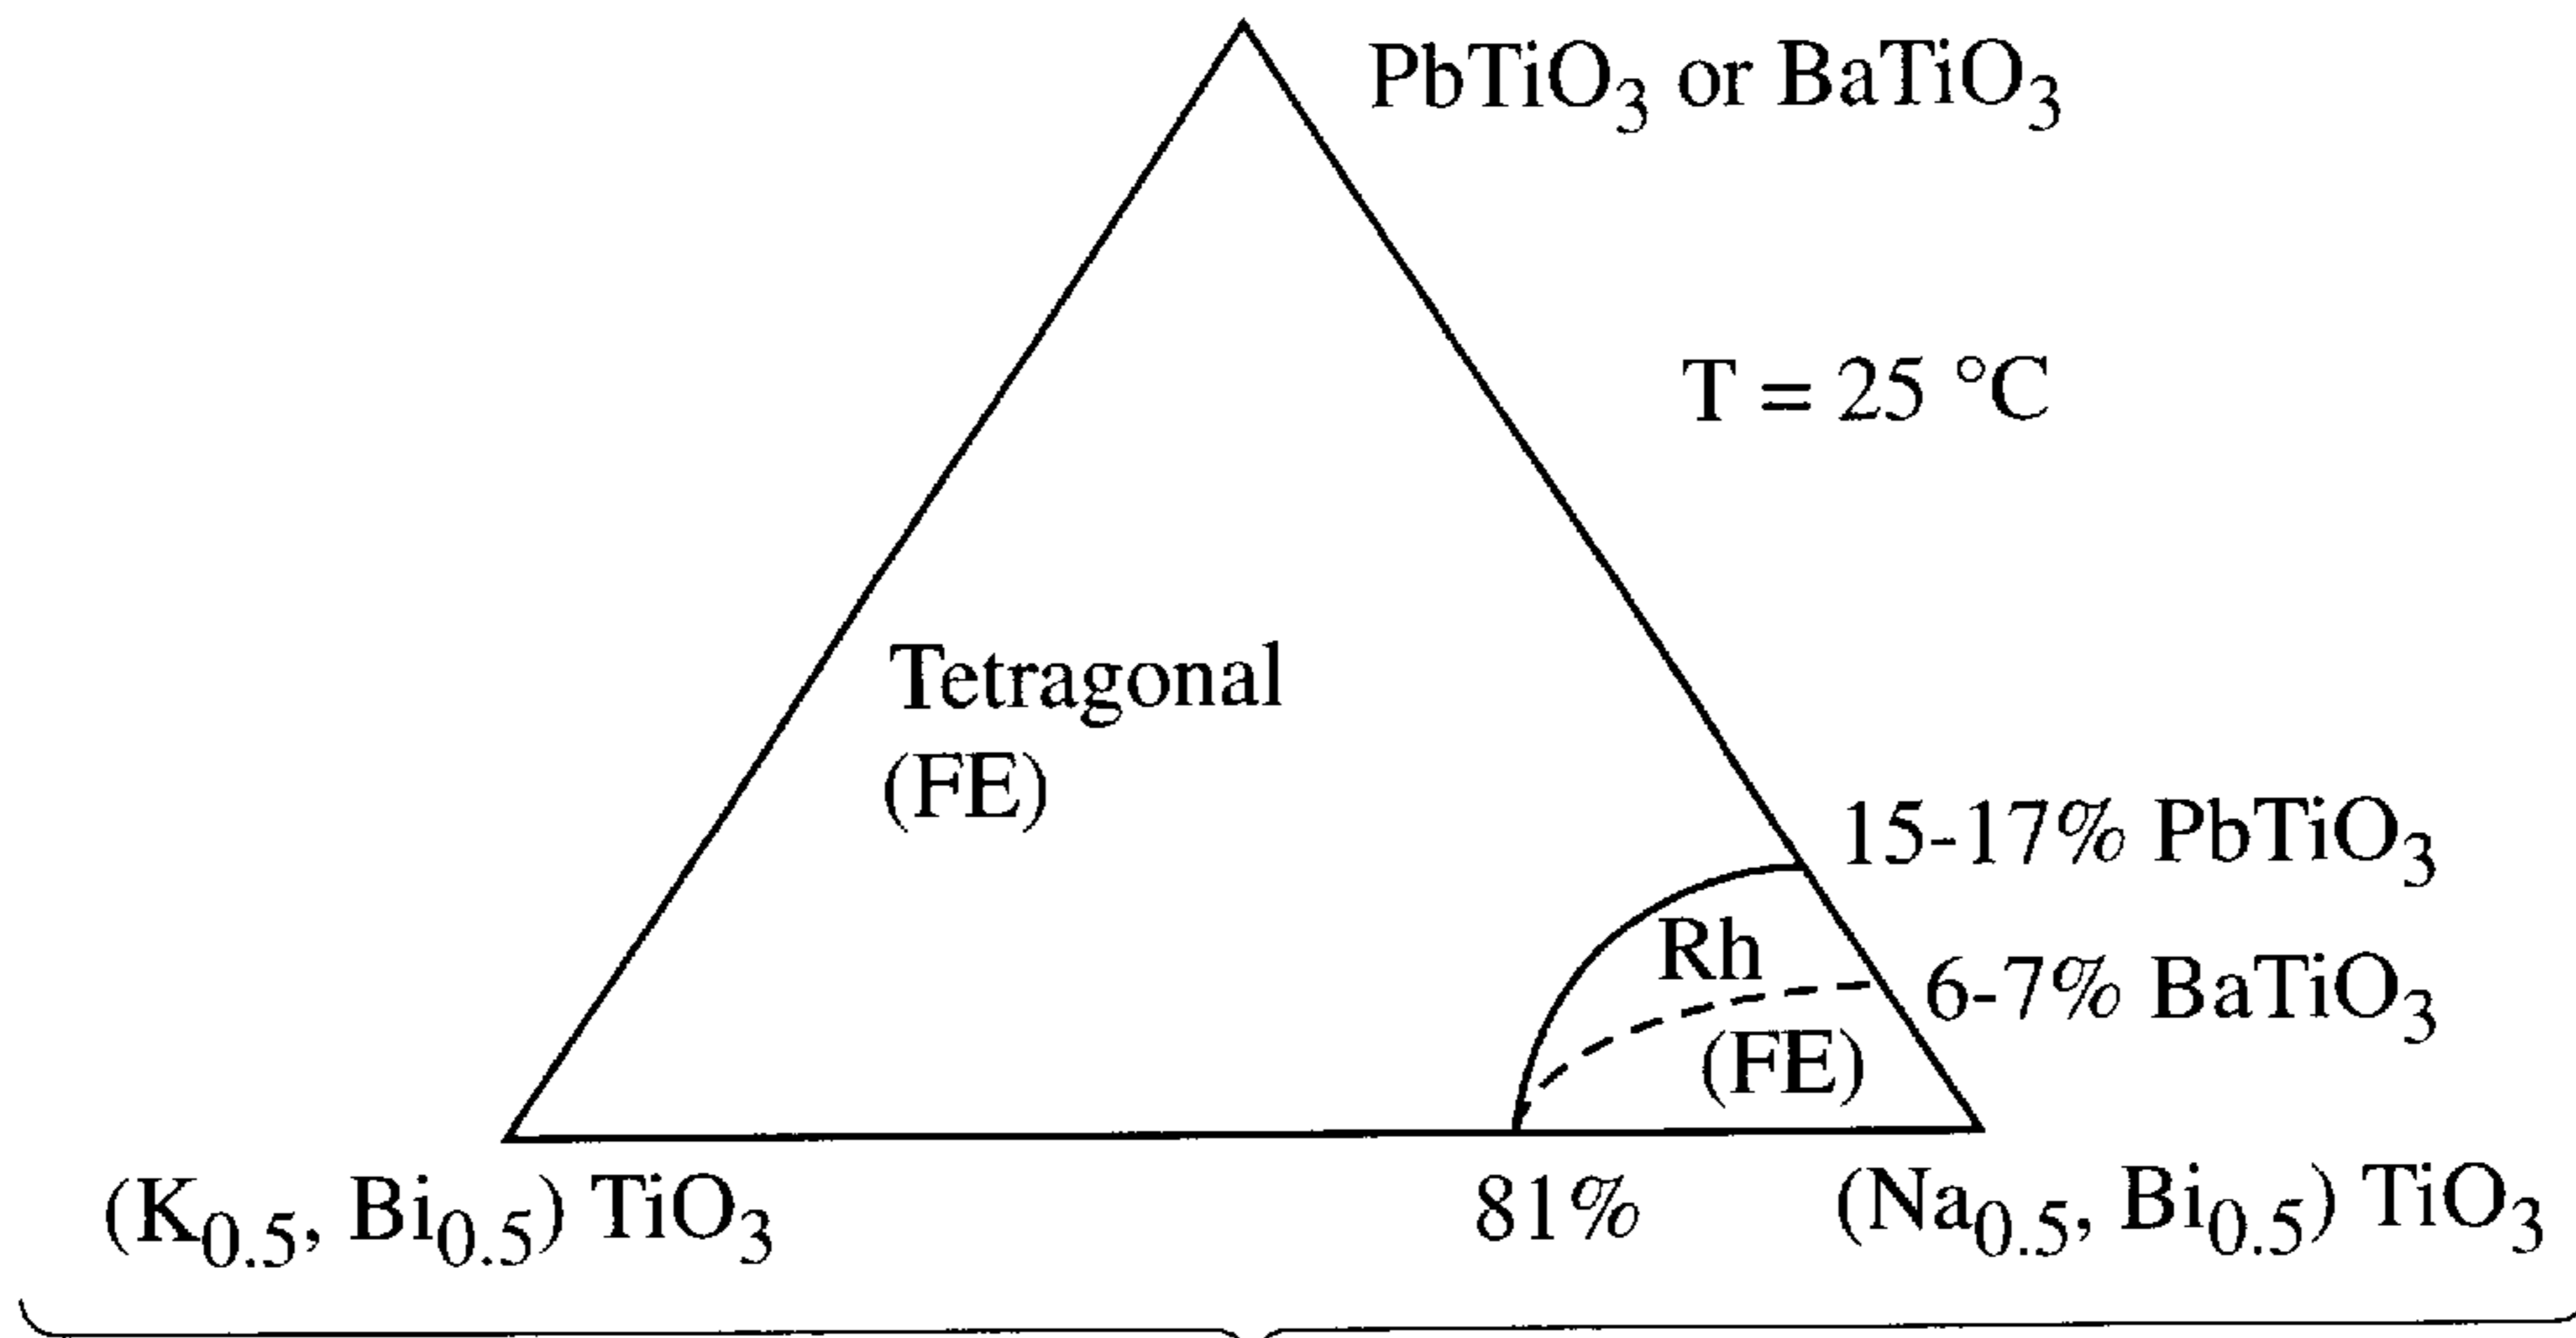 PbTiO₃ or BaTiO₃
T = 25 °C
Tetragonal
(FE)
15-17% PbTiO₃
Rh
6-7% BaTiO₃
(FE)
(K₀.₅, Bi₀.₅) TiO₃
81%
(Na₀.₅, Bi₀.₅) TiO₃